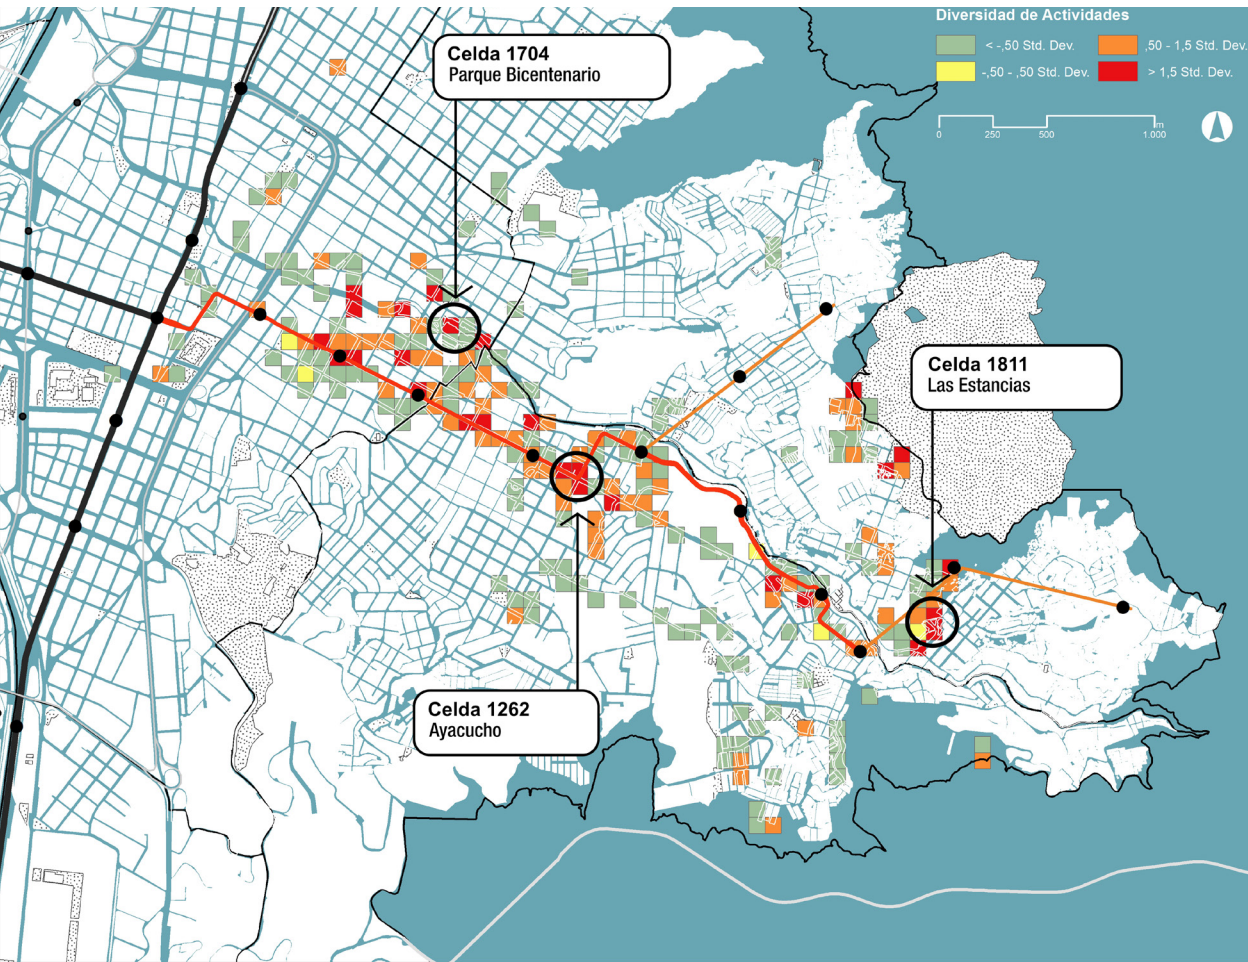 Diversidad de Actividades
< -,50 Std. Dev.
,50 - 1,5 Std. Dev.
-,50 - ,50 Std. Dev.
> 1,5 Std. Dev.
m
0 250 500 1.000
Celda 1704
Parque Bicentenario
Celda 1811
Las Estancias
Celda 1262
Ayacucho